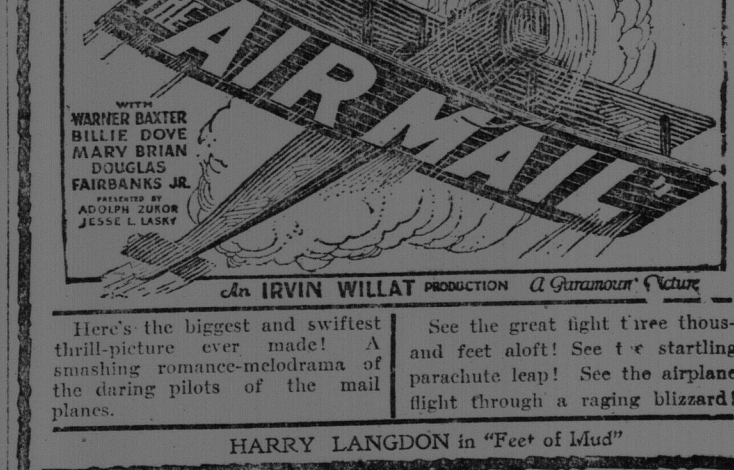 "THE
AIR MAIL"
WITH
WARNER BAXTER
BILLIE DOVE
MARY BRIAN
DOUGLAS
FAIRBANKS JR.
PRESENTED BY
ADOLPH ZUKOR
JESSE L. LASKY
An IRVIN WILLAT PRODUCTION A Paramount Picture
Here's the biggest and swiftest
thrill-picture ever made! A
smashing romance-melodrama of
the daring pilots of the mail
planes.
See the great fight three thous-
and feet aloft! See the startling
parachute leap! See the airplane
flight through a raging blizzard!
HARRY LANGDON in "Feet of Mud"